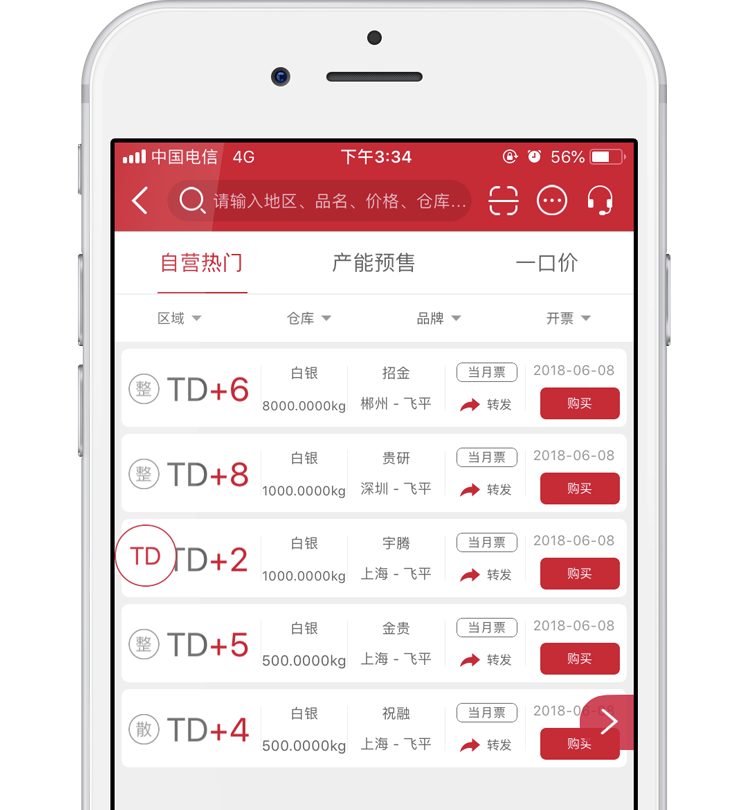 中国电信 4G 下午3:34 56%
请输入地区、品名、价格、仓库...
自营热门 产能预售 一口价
区域 仓库 品牌 开票
整 TD+6 白银 招金 当月票 2018-06-08
8000.0000kg 郴州 - 飞平 转发 购买
整 TD+8 白银 贵研 当月票 2018-06-08
1000.0000kg 深圳 - 飞平 转发 购买
TD TD+2 白银 宇腾 当月票 2018-06-08
1000.0000kg 上海 - 飞平 转发 购买
整 TD+5 白银 金贵 当月票 2018-06-08
500.0000kg 上海 - 飞平 转发 购买
散 TD+4 白银 祝融 当月票 2018-06-08
500.0000kg 上海 - 飞平 转发 购买